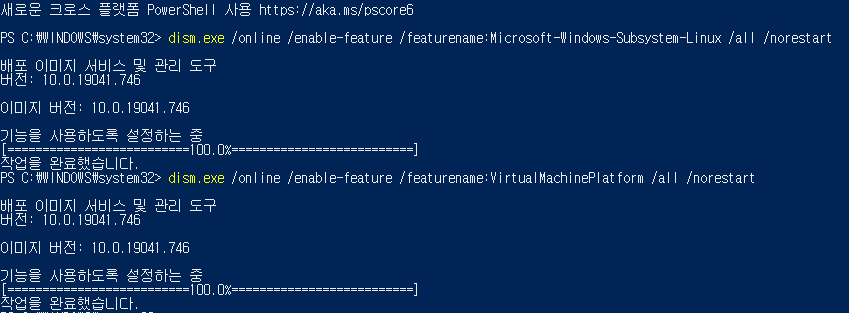 새로운 크로스 플랫폼 PowerShell 사용 https://aka.ms/pscore6
PS C:\WINDOWS\system32> dism.exe /online /enable-feature /featurename:Microsoft-Windows-Subsystem-Linux /all /norestart
배포 이미지 서비스 및 관리 도구
버전: 10.0.19041.746
이미지 버전: 10.0.19041.746
기능을 사용하도록 설정하는 중
[==========================100.0%==========================]
작업을 완료했습니다.
PS C:\WINDOWS\system32> dism.exe /online /enable-feature /featurename:VirtualMachinePlatform /all /norestart
배포 이미지 서비스 및 관리 도구
버전: 10.0.19041.746
이미지 버전: 10.0.19041.746
기능을 사용하도록 설정하는 중
[==========================100.0%==========================]
작업을 완료했습니다.